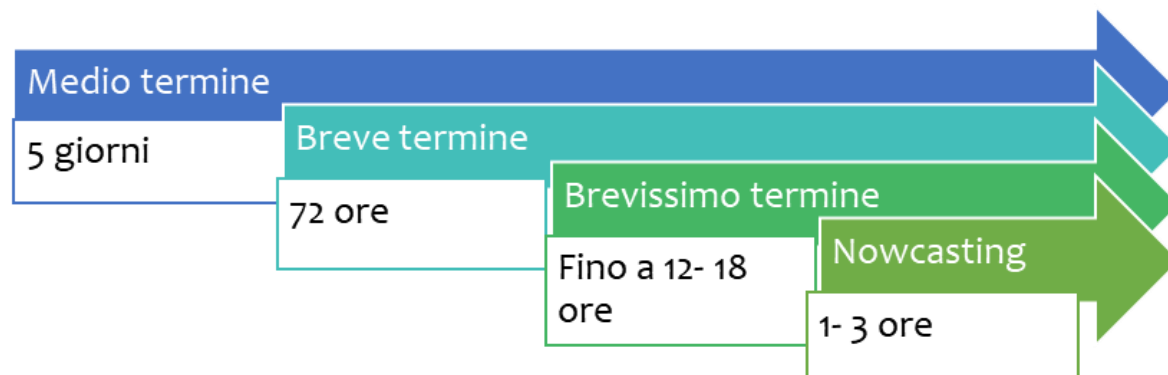 Medio termine
5 giorni
Breve termine
72 ore
Brevissimo termine
Fino a 12- 18
ore
Nowcasting
1- 3 ore